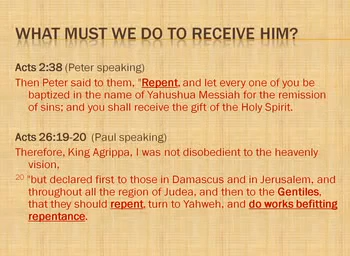 WHAT MUST WE DO TO RECEIVE HIM?
Acts 2:38 (Peter speaking)
Then Peter said to them, "Repent, and let every one of you be
baptized in the name of Yahushua Messiah for the remission
of sins; and you shall receive the gift of the Holy Spirit.
Acts 26:19-20 (Paul speaking)
Therefore, King Agrippa, I was not disobedient to the heavenly
vision,
20 "but declared first to those in Damascus and in Jerusalem, and
throughout all the region of Judea, and then to the Gentiles,
that they should repent, turn to Yahweh, and do works befitting
repentance.